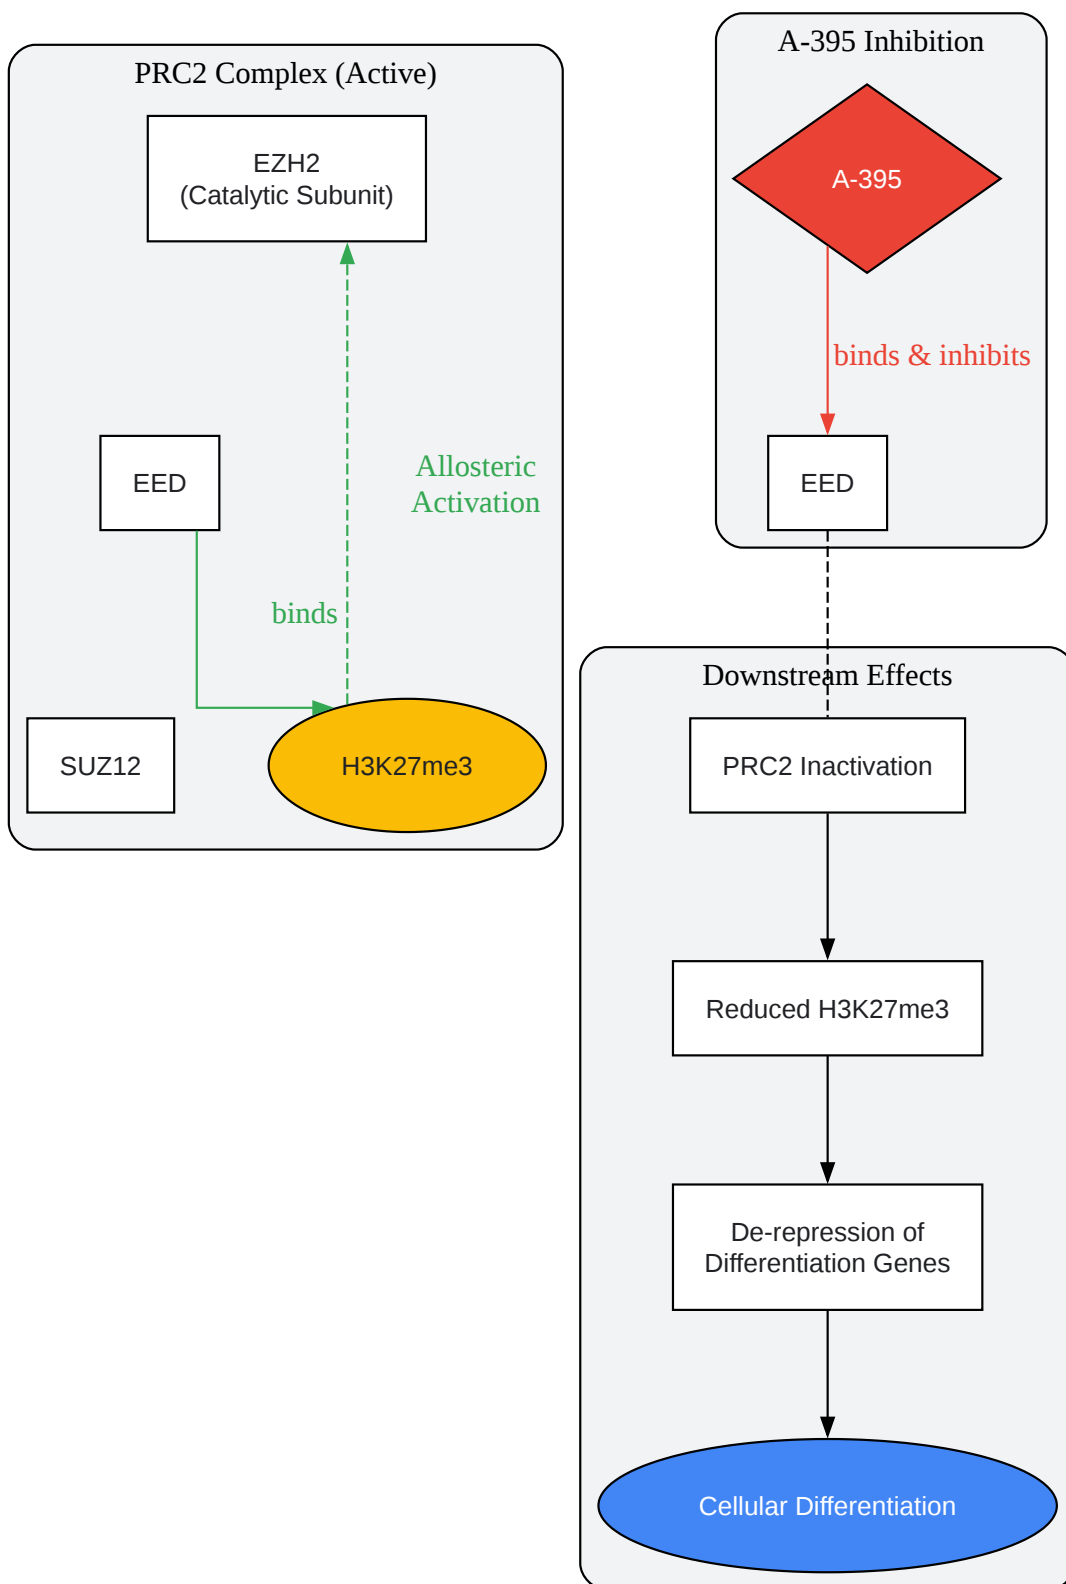 PRC2 Complex (Active)
EZH2
(Catalytic Subunit)
EED
Allosteric
Activation
binds
SUZ12
H3K27me3
A-395 Inhibition
A-395
binds & inhibits
EED
Downstream Effects
PRC2 Inactivation
Reduced H3K27me3
De-repression of
Differentiation Genes
Cellular Differentiation